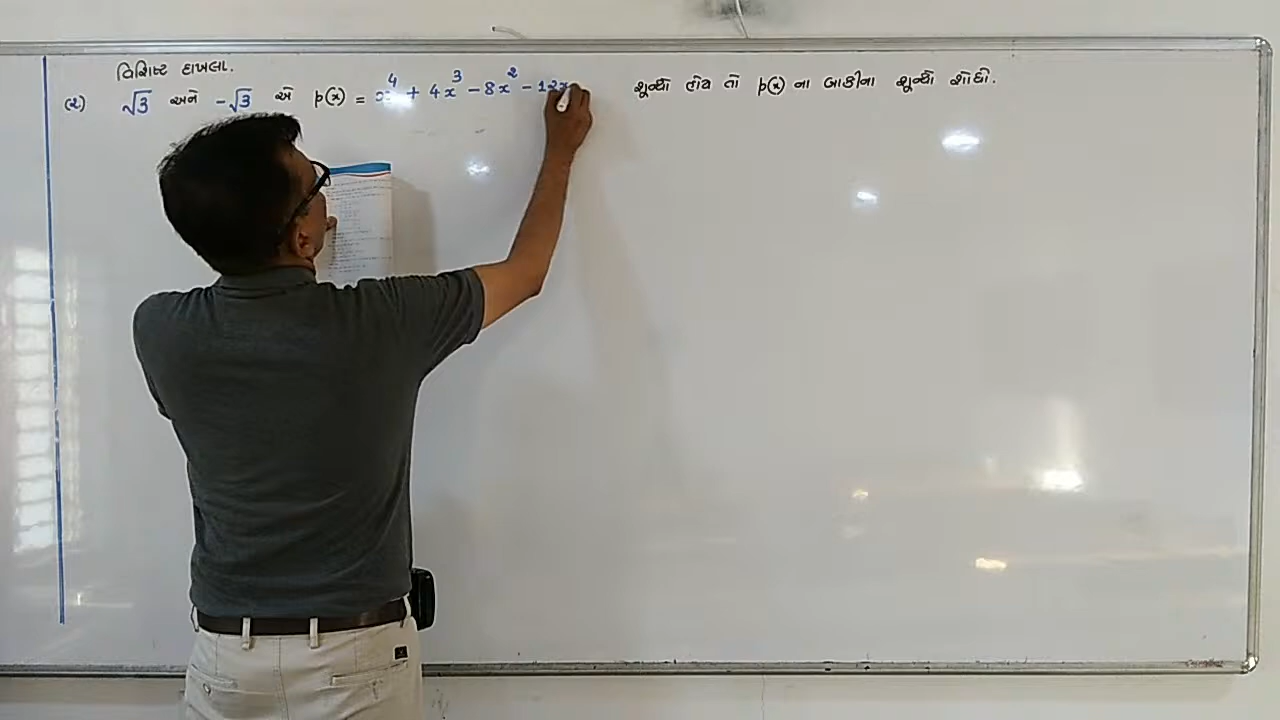 વિશિષ્ટ દાખલા.
(૨) √3 અને -√3 એ p(x) = x⁴ + 4x³ - 8x² - 12x શૂન્યો હોય તો p(x) ના બાકીના શૂન્યો શોધો.